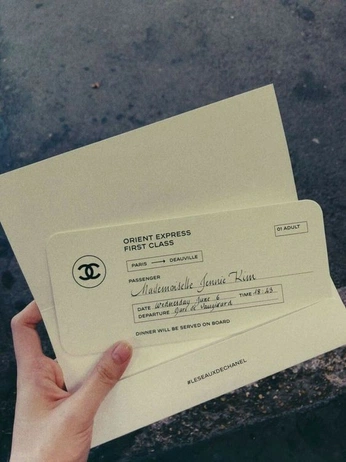 ORIENT EXPRESS
FIRST CLASS
01 ADULT
PARIS → DEAUVILLE
PASSENGER
Mademoiselle Jennie Kim
DATE Wednesday June 6 TIME 18:43
DEPARTURE Gare de Vaugirard
DINNER WILL BE SERVED ON BOARD
#LESEAUXDECHANEL